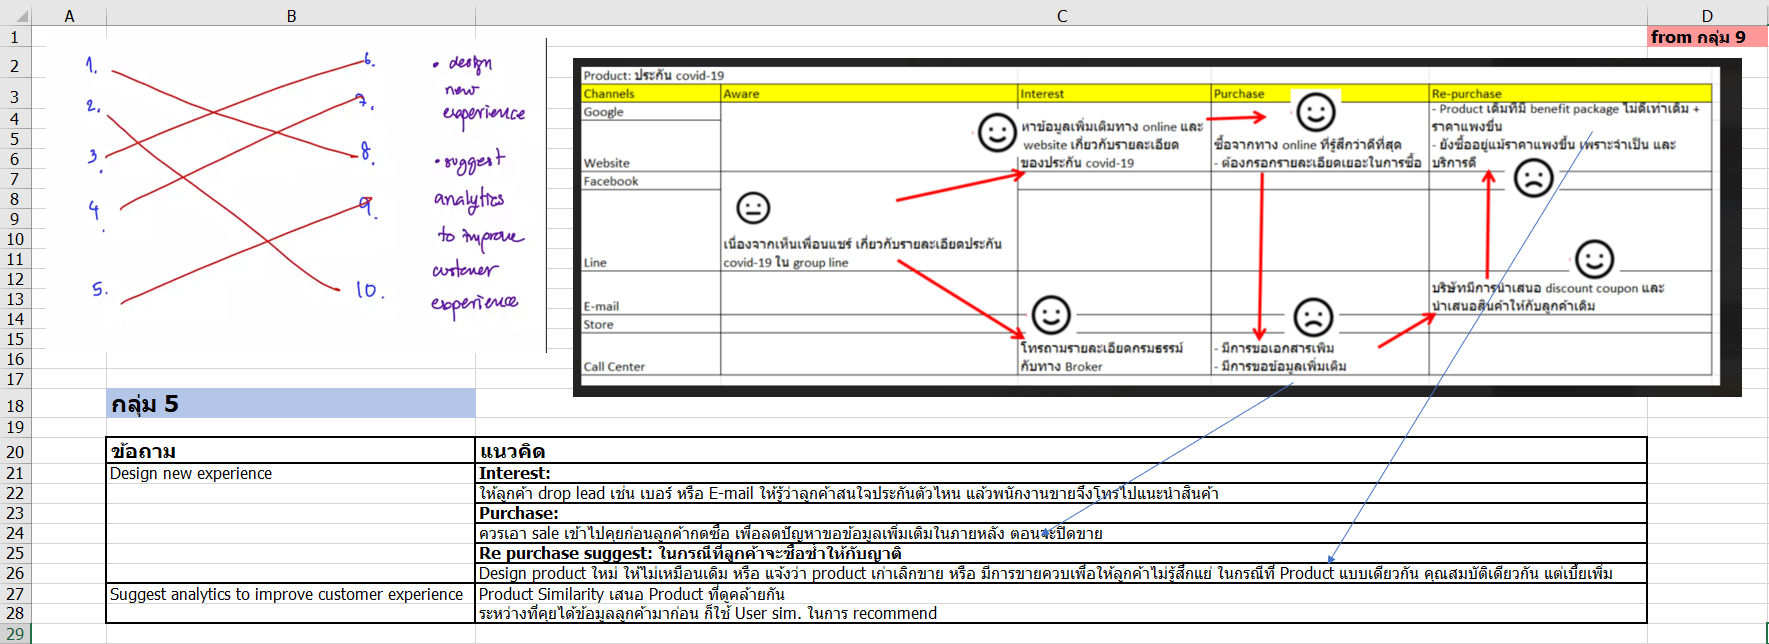 A B C D
1
2
3
4
5
6
7
8
9
10
11
12
13
14
15
16
17
18
19
20
21
22
23
24
25
26
27
28
29
from กลุ่ม 9
1. 6.
2. 7.
3. 8.
4. 9.
5. 10.
• design
new
experience
• suggest
analytics
to improve
customer
experience
Product: ประกัน covid-19
Channels Aware Interest Purchase Re-purchase
Google
Website
Facebook
Line
E-mail
Store
Call Center
เนื่องจากเห็นเพื่อนแชร์ เกี่ยวกับรายละเอียดประกัน
covid-19 ใน group line
หาข้อมูลเพิ่มเติมทาง online และ
website เกี่ยวกับรายละเอียด
ของประกัน covid-19
โทรถามรายละเอียดกรมธรรม์
กับทาง Broker
ซื้อจากทาง online ที่รู้สึกว่าดีที่สุด
- ต้องกรอกรายละเอียดเยอะในการซื้อ
- มีการขอเอกสารเพิ่ม
- มีการขอข้อมูลเพิ่มเติม
- Product เดิมที่มี benefit package ไม่ดีเท่าเดิม +
ราคาแพงขึ้น
- ยังซื้ออยู่แม้ราคาแพงขึ้น เพราะจำเป็น และ
บริการดี
บริษัทมีการนำเสนอ discount coupon และ
นำเสนอสินค้าให้กับลูกค้าเดิม
กลุ่ม 5
ข้อถาม แนวคิด
Design new experience Interest:
ให้ลูกค้า drop lead เช่น เบอร์ หรือ E-mail ให้รู้ว่าลูกค้าสนใจประกันตัวไหน แล้วพนักงานขายจึงโทรไปแนะนำสินค้า
Purchase:
ควรเอา sale เข้าไปคุยก่อนลูกค้ากดซื้อ เพื่อลดปัญหาขอข้อมูลเพิ่มเติมในภายหลัง ตอนจะปิดขาย
Re purchase suggest: ในกรณีที่ลูกค้าจะซื้อซ้ำให้กับญาติ
Design product ใหม่ ให้ไม่เหมือนเดิม หรือ แจ้งว่า product เก่าเลิกขาย หรือ มีการขายควบเพื่อให้ลูกค้าไม่รู้สึกแย่ ในกรณีที่ Product แบบเดียวกัน คุณสมบัติเดียวกัน แต่เบี้ยเพิ่ม
Suggest analytics to improve customer experience Product Similarity เสนอ Product ที่ดูคล้ายกัน
ระหว่างที่คุยได้ข้อมูลลูกค้ามาก่อน ก็ใช้ User sim. ในการ recommend